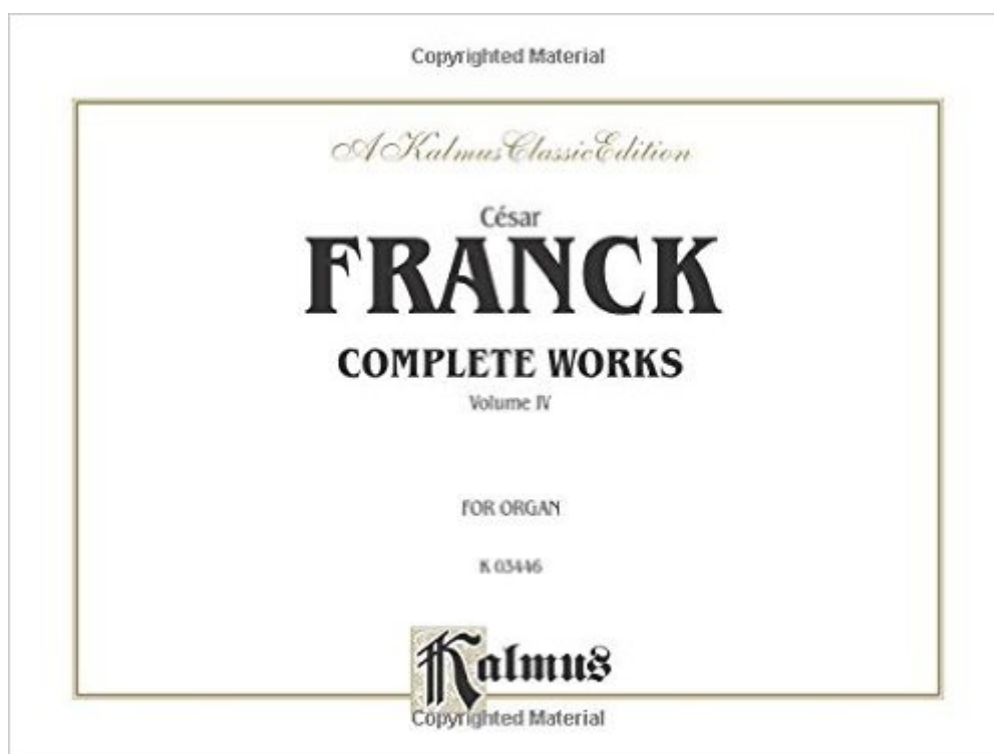 Copyrighted Material
A Kalmus Classic Edition
César
FRANCK
COMPLETE WORKS
Volume IV
FOR ORGAN
K 03446
Kalmus
Copyrighted Material